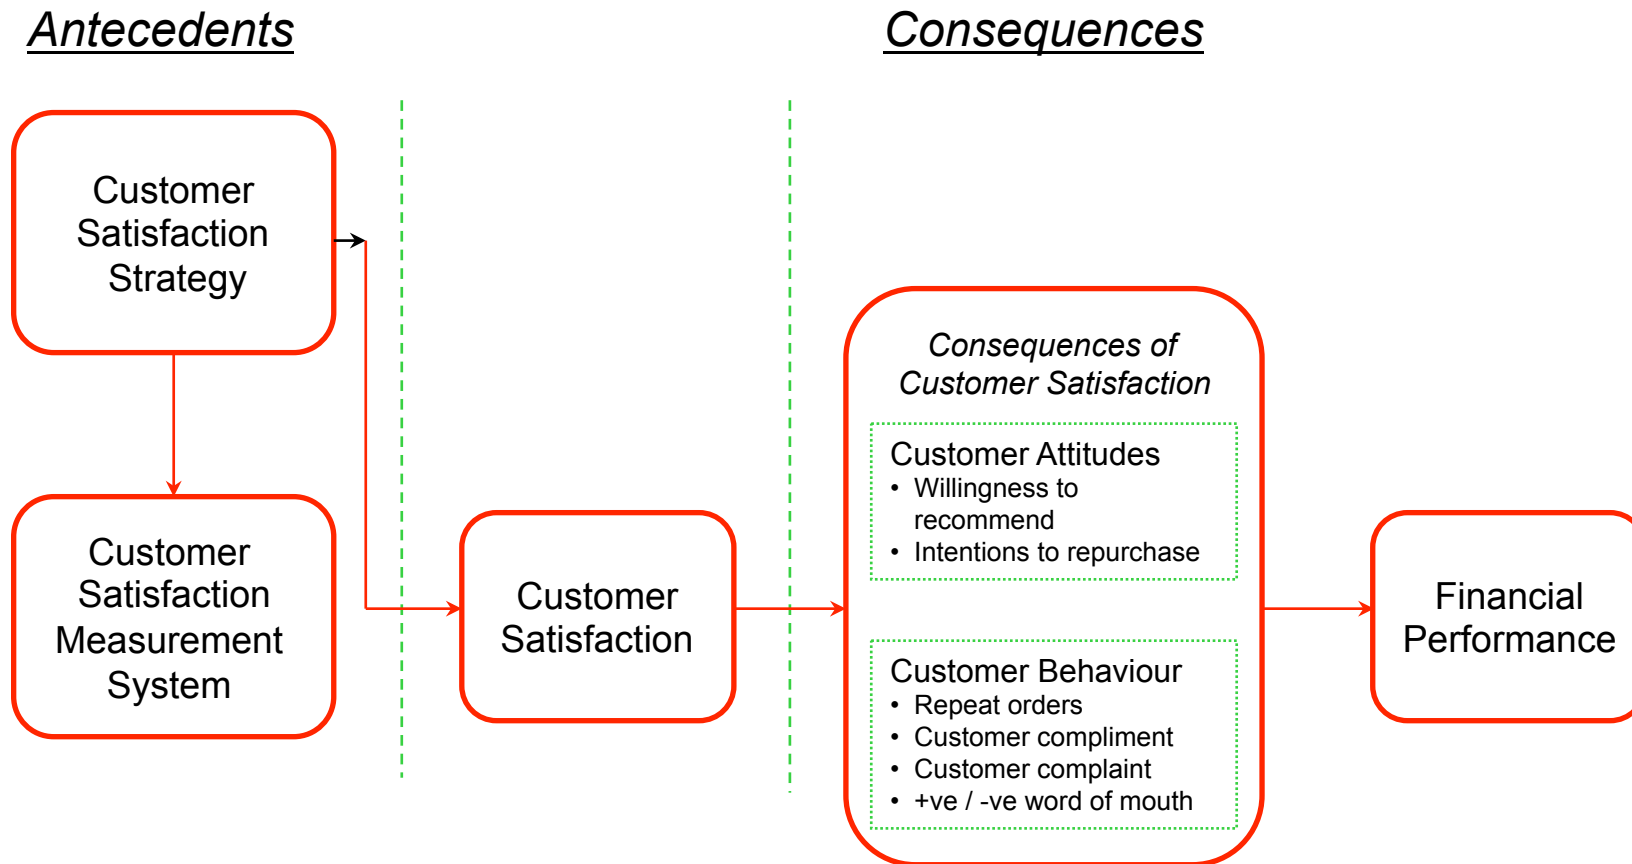 Antecedents
Consequences
Customer
Satisfaction
Strategy
Customer
Satisfaction
Measurement
System
Customer
Satisfaction
Consequences of
Customer Satisfaction
Customer Attitudes
• Willingness to
recommend
• Intentions to repurchase
Customer Behaviour
• Repeat orders
• Customer compliment
• Customer complaint
• +ve / -ve word of mouth
Financial
Performance